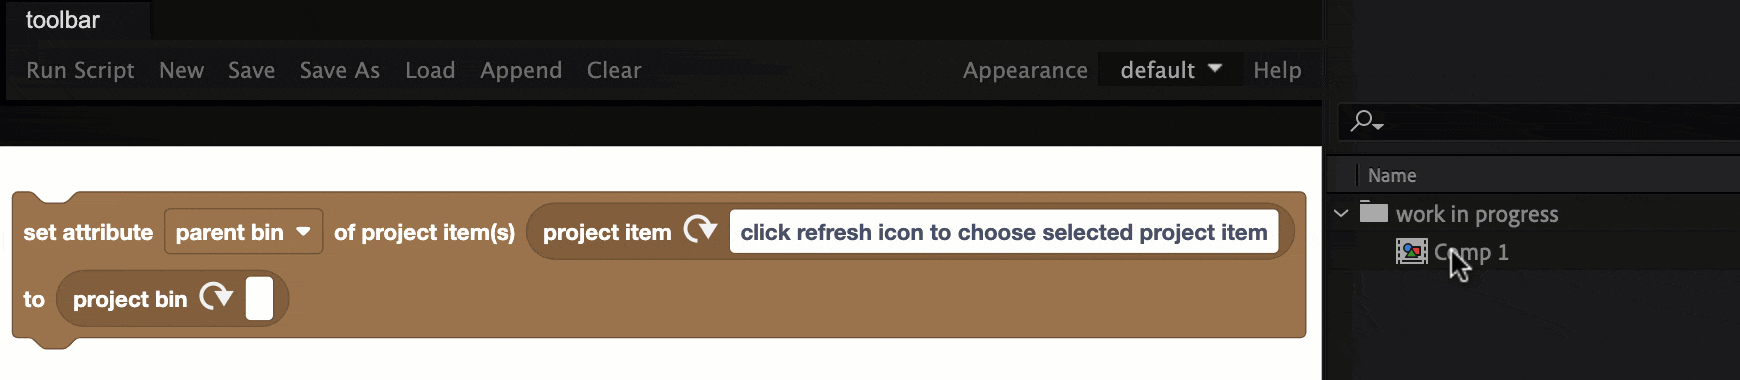 toolbar
Run Script New Save Save As Load Append Clear Appearance default Help
Name
set attribute parent bin of project item(s) project item click refresh icon to choose selected project item
to project bin
work in progress
Comp 1